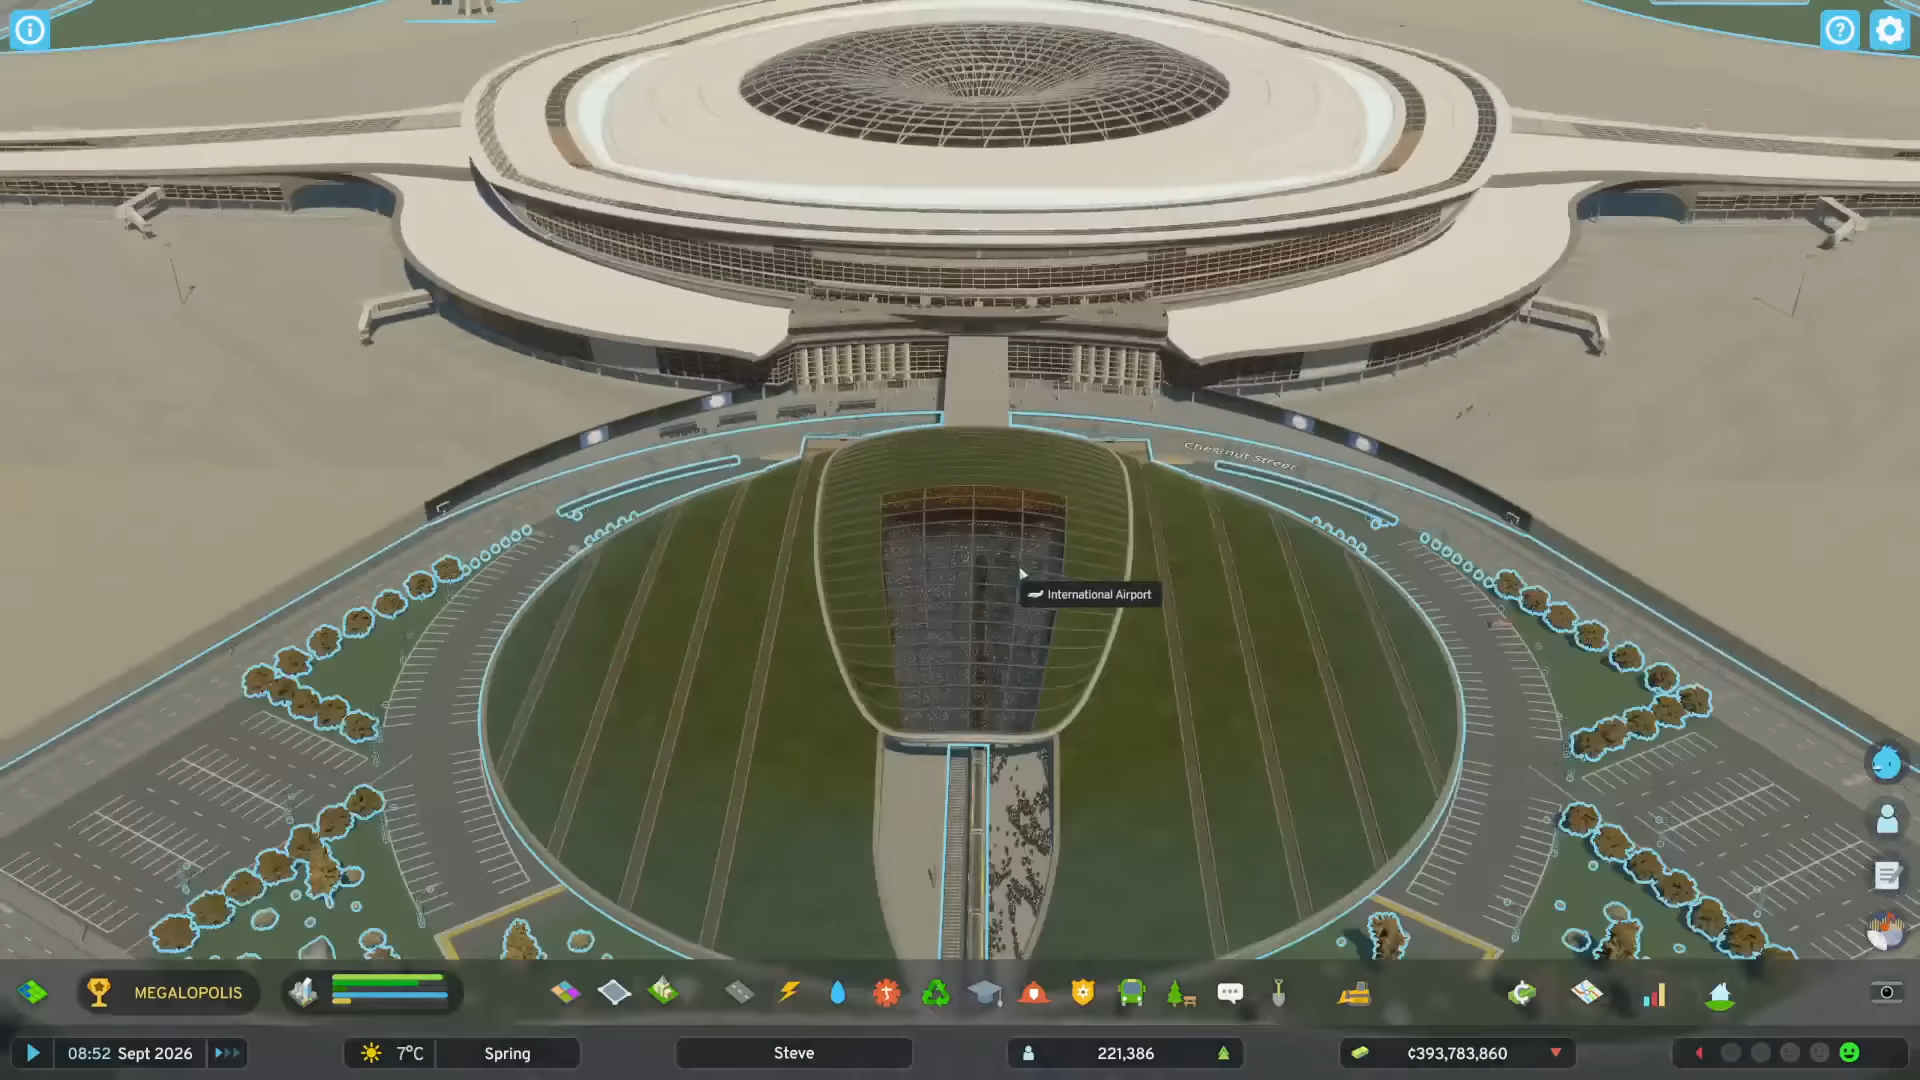 Chestnut Street
International Airport
MEGALOPOLIS
08:52 Sept 2026
7°C
Spring
Steve
221,386
¢393,783,860